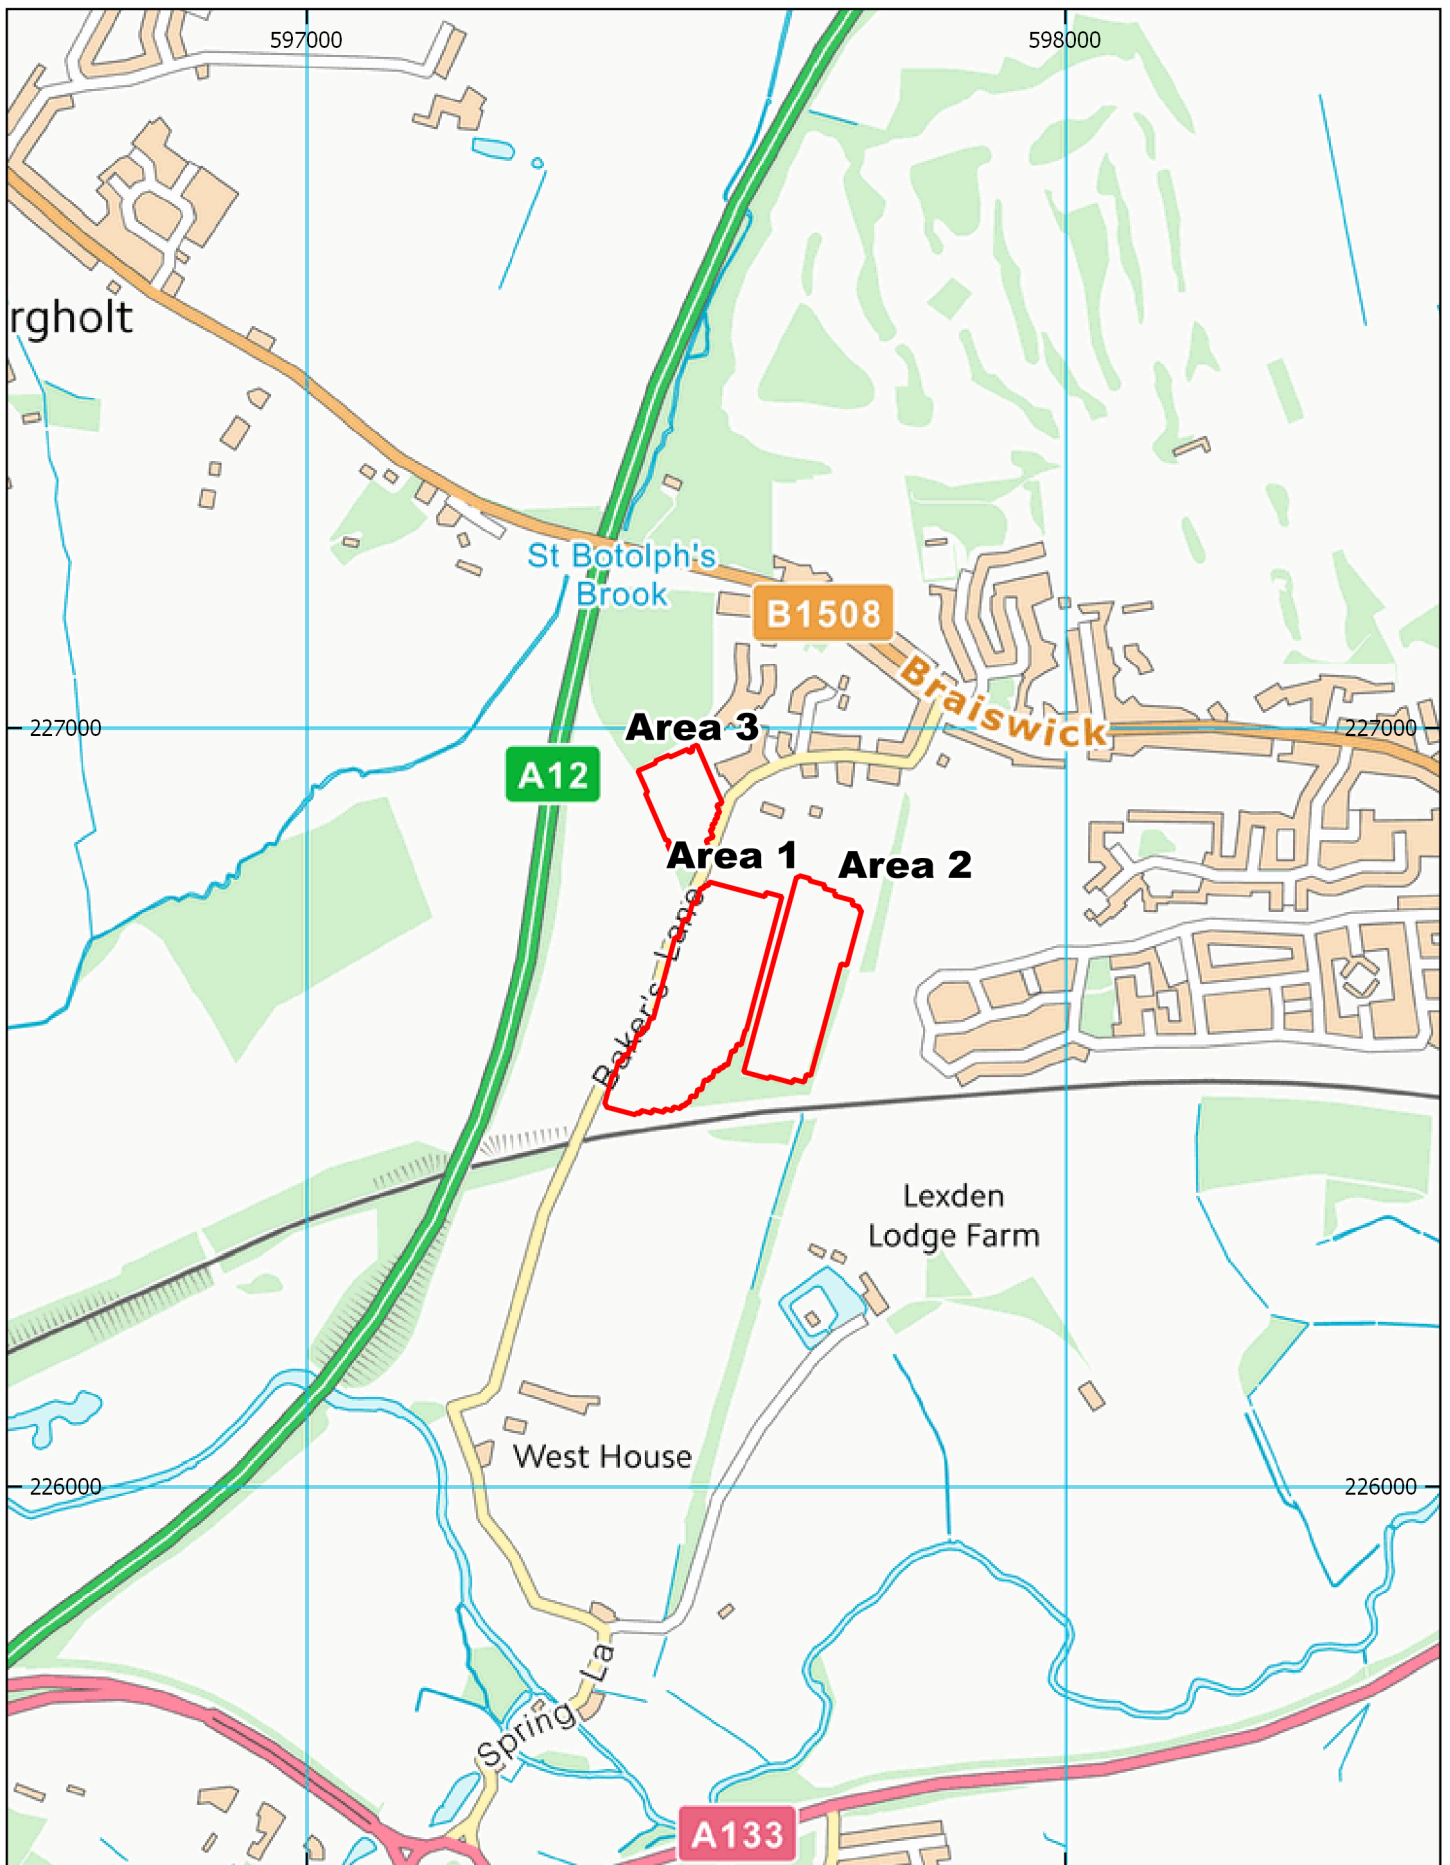 597000
598000
rgholt
St Botolph's
Brook
B1508
Braiswick
227000
Area 3
227000
A12
Area 1
Area 2
Baker's Lane
Lexden
Lodge Farm
West House
226000
226000
Spring La
A133